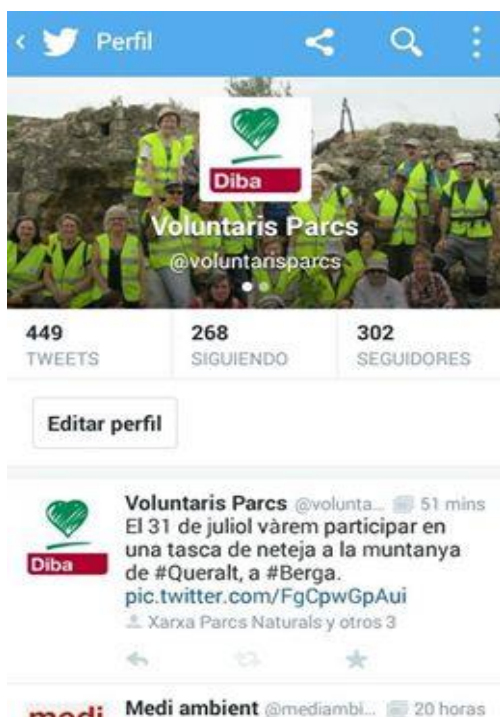 Perfil
Diba
Voluntaris Parcs
@voluntarisparcs
449
TWEETS
268
SIGUIENDO
302
SEGUIDORES
Editar perfil
Diba
Voluntaris Parcs @volunta... 51 mins
El 31 de juliol vàrem participar en
una tasca de neteja a la muntanya
de #Queralt, a #Berga.
pic.twitter.com/FgCpwGpAui
Xarxa Parcs Naturals y otros 3
medi
Medi ambient @mediambi... 20 horas